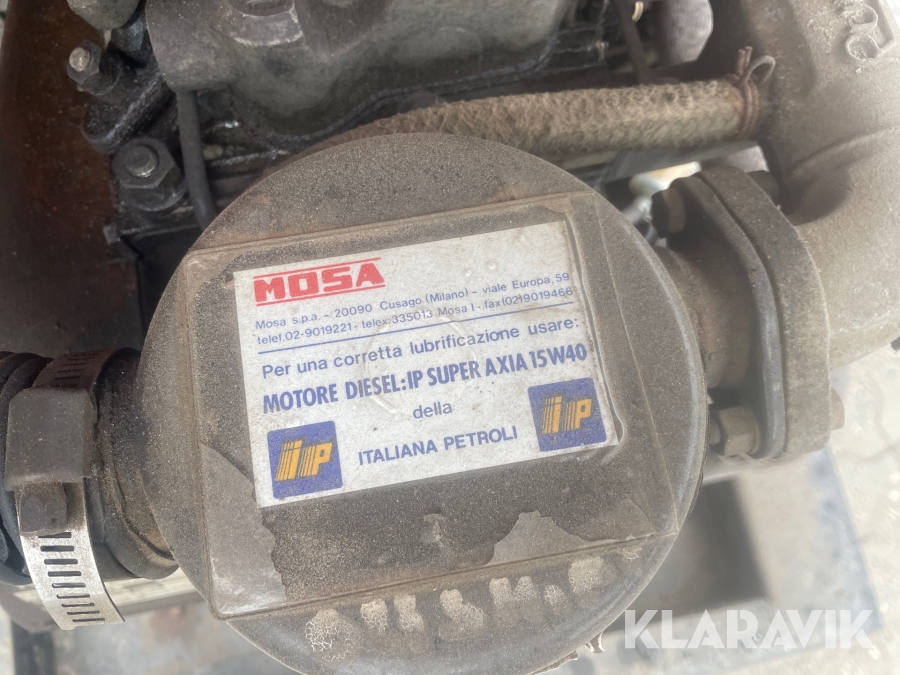 MOSA
Mosa s.p.a. - 20090 Cusago (Milano) - viale Europa, 59
telef. 02-9019221 - telex 335013 Mosa I - fax (02) 9019466
Per una corretta lubrificazione usare:
MOTORE DIESEL: IP SUPER AXIA 15W40
della
ITALIANA PETROLI
ip
ip
KLARAVIK